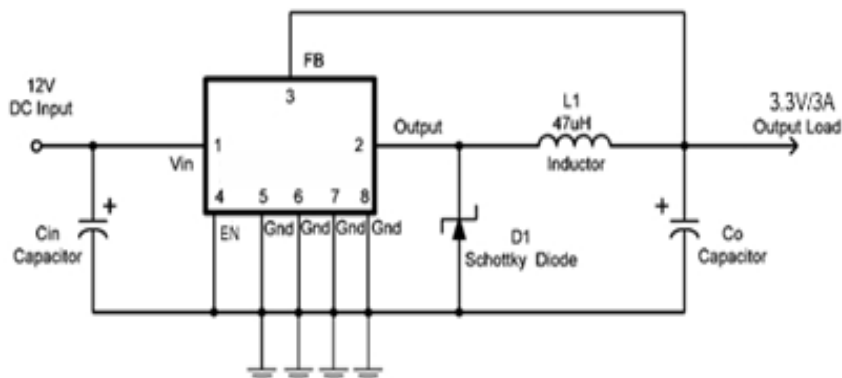 FB
12V
DC Input
3
L1
47uH
Inductor
3.3V/3A
Output Load
Output
1
2
Vin
4 5 6 7 8
EN Gnd Gnd Gnd Gnd
+
Cin
Capacitor
D1
Schottky Diode
+
Co
Capacitor